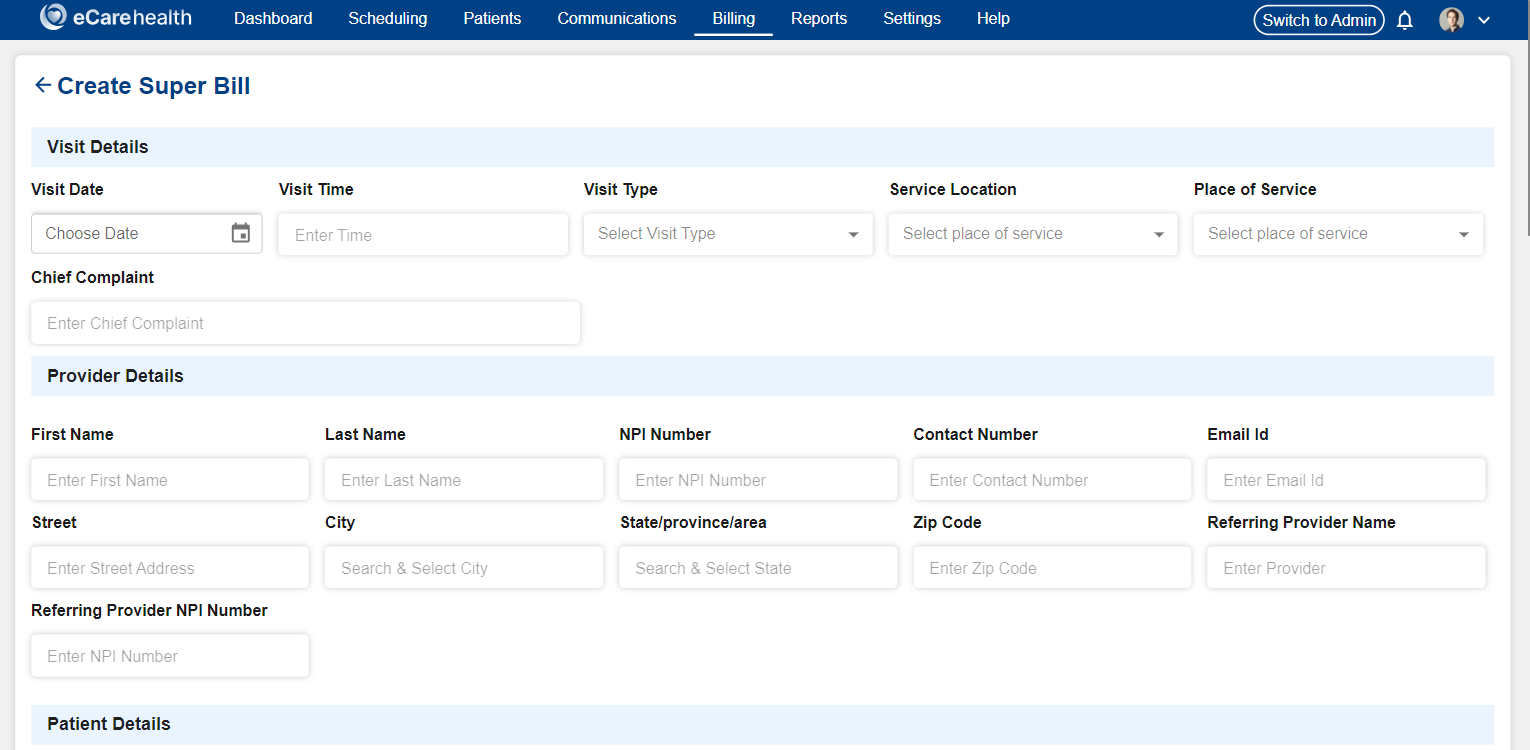 eCarehealth Dashboard Scheduling Patients Communications Billing Reports Settings Help Switch to Admin
Create Super Bill
Visit Details
Visit Date Visit Time Visit Type Service Location Place of Service
Choose Date Enter Time Select Visit Type Select place of service Select place of service
Chief Complaint
Enter Chief Complaint
Provider Details
First Name Last Name NPI Number Contact Number Email Id
Enter First Name Enter Last Name Enter NPI Number Enter Contact Number Enter Email Id
Street City State/province/area Zip Code Referring Provider Name
Enter Street Address Search & Select City Search & Select State Enter Zip Code Enter Provider
Referring Provider NPI Number
Enter NPI Number
Patient Details